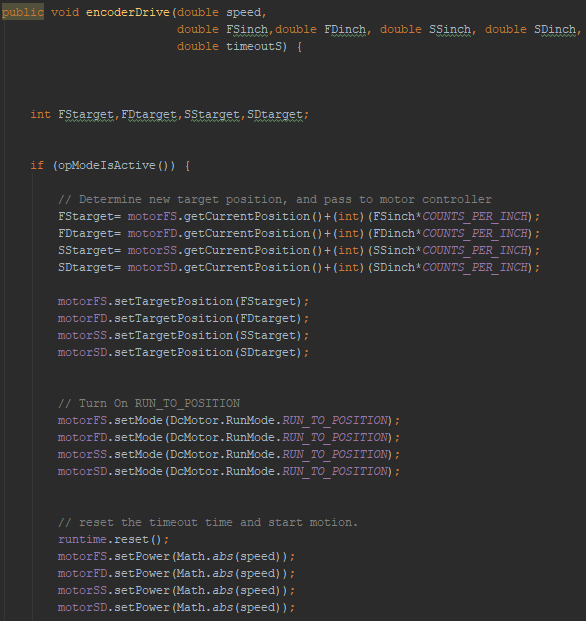 public void encoderDrive(double speed,
double FSinch,double FDinch, double SSinch, double SDinch,
double timeoutS) {
int FStarget,FDtarget,SStarget,SDtarget;
if (opModeIsActive()) {
// Determine new target position, and pass to motor controller
FStarget= motorFS.getCurrentPosition()+(int)(FSinch*COUNTS_PER_INCH);
FDtarget= motorFD.getCurrentPosition()+(int)(FDinch*COUNTS_PER_INCH);
SStarget= motorSS.getCurrentPosition()+(int)(SSinch*COUNTS_PER_INCH);
SDtarget= motorSD.getCurrentPosition()+(int)(SDinch*COUNTS_PER_INCH);
motorFS.setTargetPosition(FStarget);
motorFD.setTargetPosition(FDtarget);
motorSS.setTargetPosition(SStarget);
motorSD.setTargetPosition(SDtarget);
// Turn On RUN_TO_POSITION
motorFS.setMode(DcMotor.RunMode.RUN_TO_POSITION);
motorFD.setMode(DcMotor.RunMode.RUN_TO_POSITION);
motorSS.setMode(DcMotor.RunMode.RUN_TO_POSITION);
motorSD.setMode(DcMotor.RunMode.RUN_TO_POSITION);
// reset the timeout time and start motion.
runtime.reset();
motorFS.setPower(Math.abs(speed));
motorFD.setPower(Math.abs(speed));
motorSS.setPower(Math.abs(speed));
motorSD.setPower(Math.abs(speed));